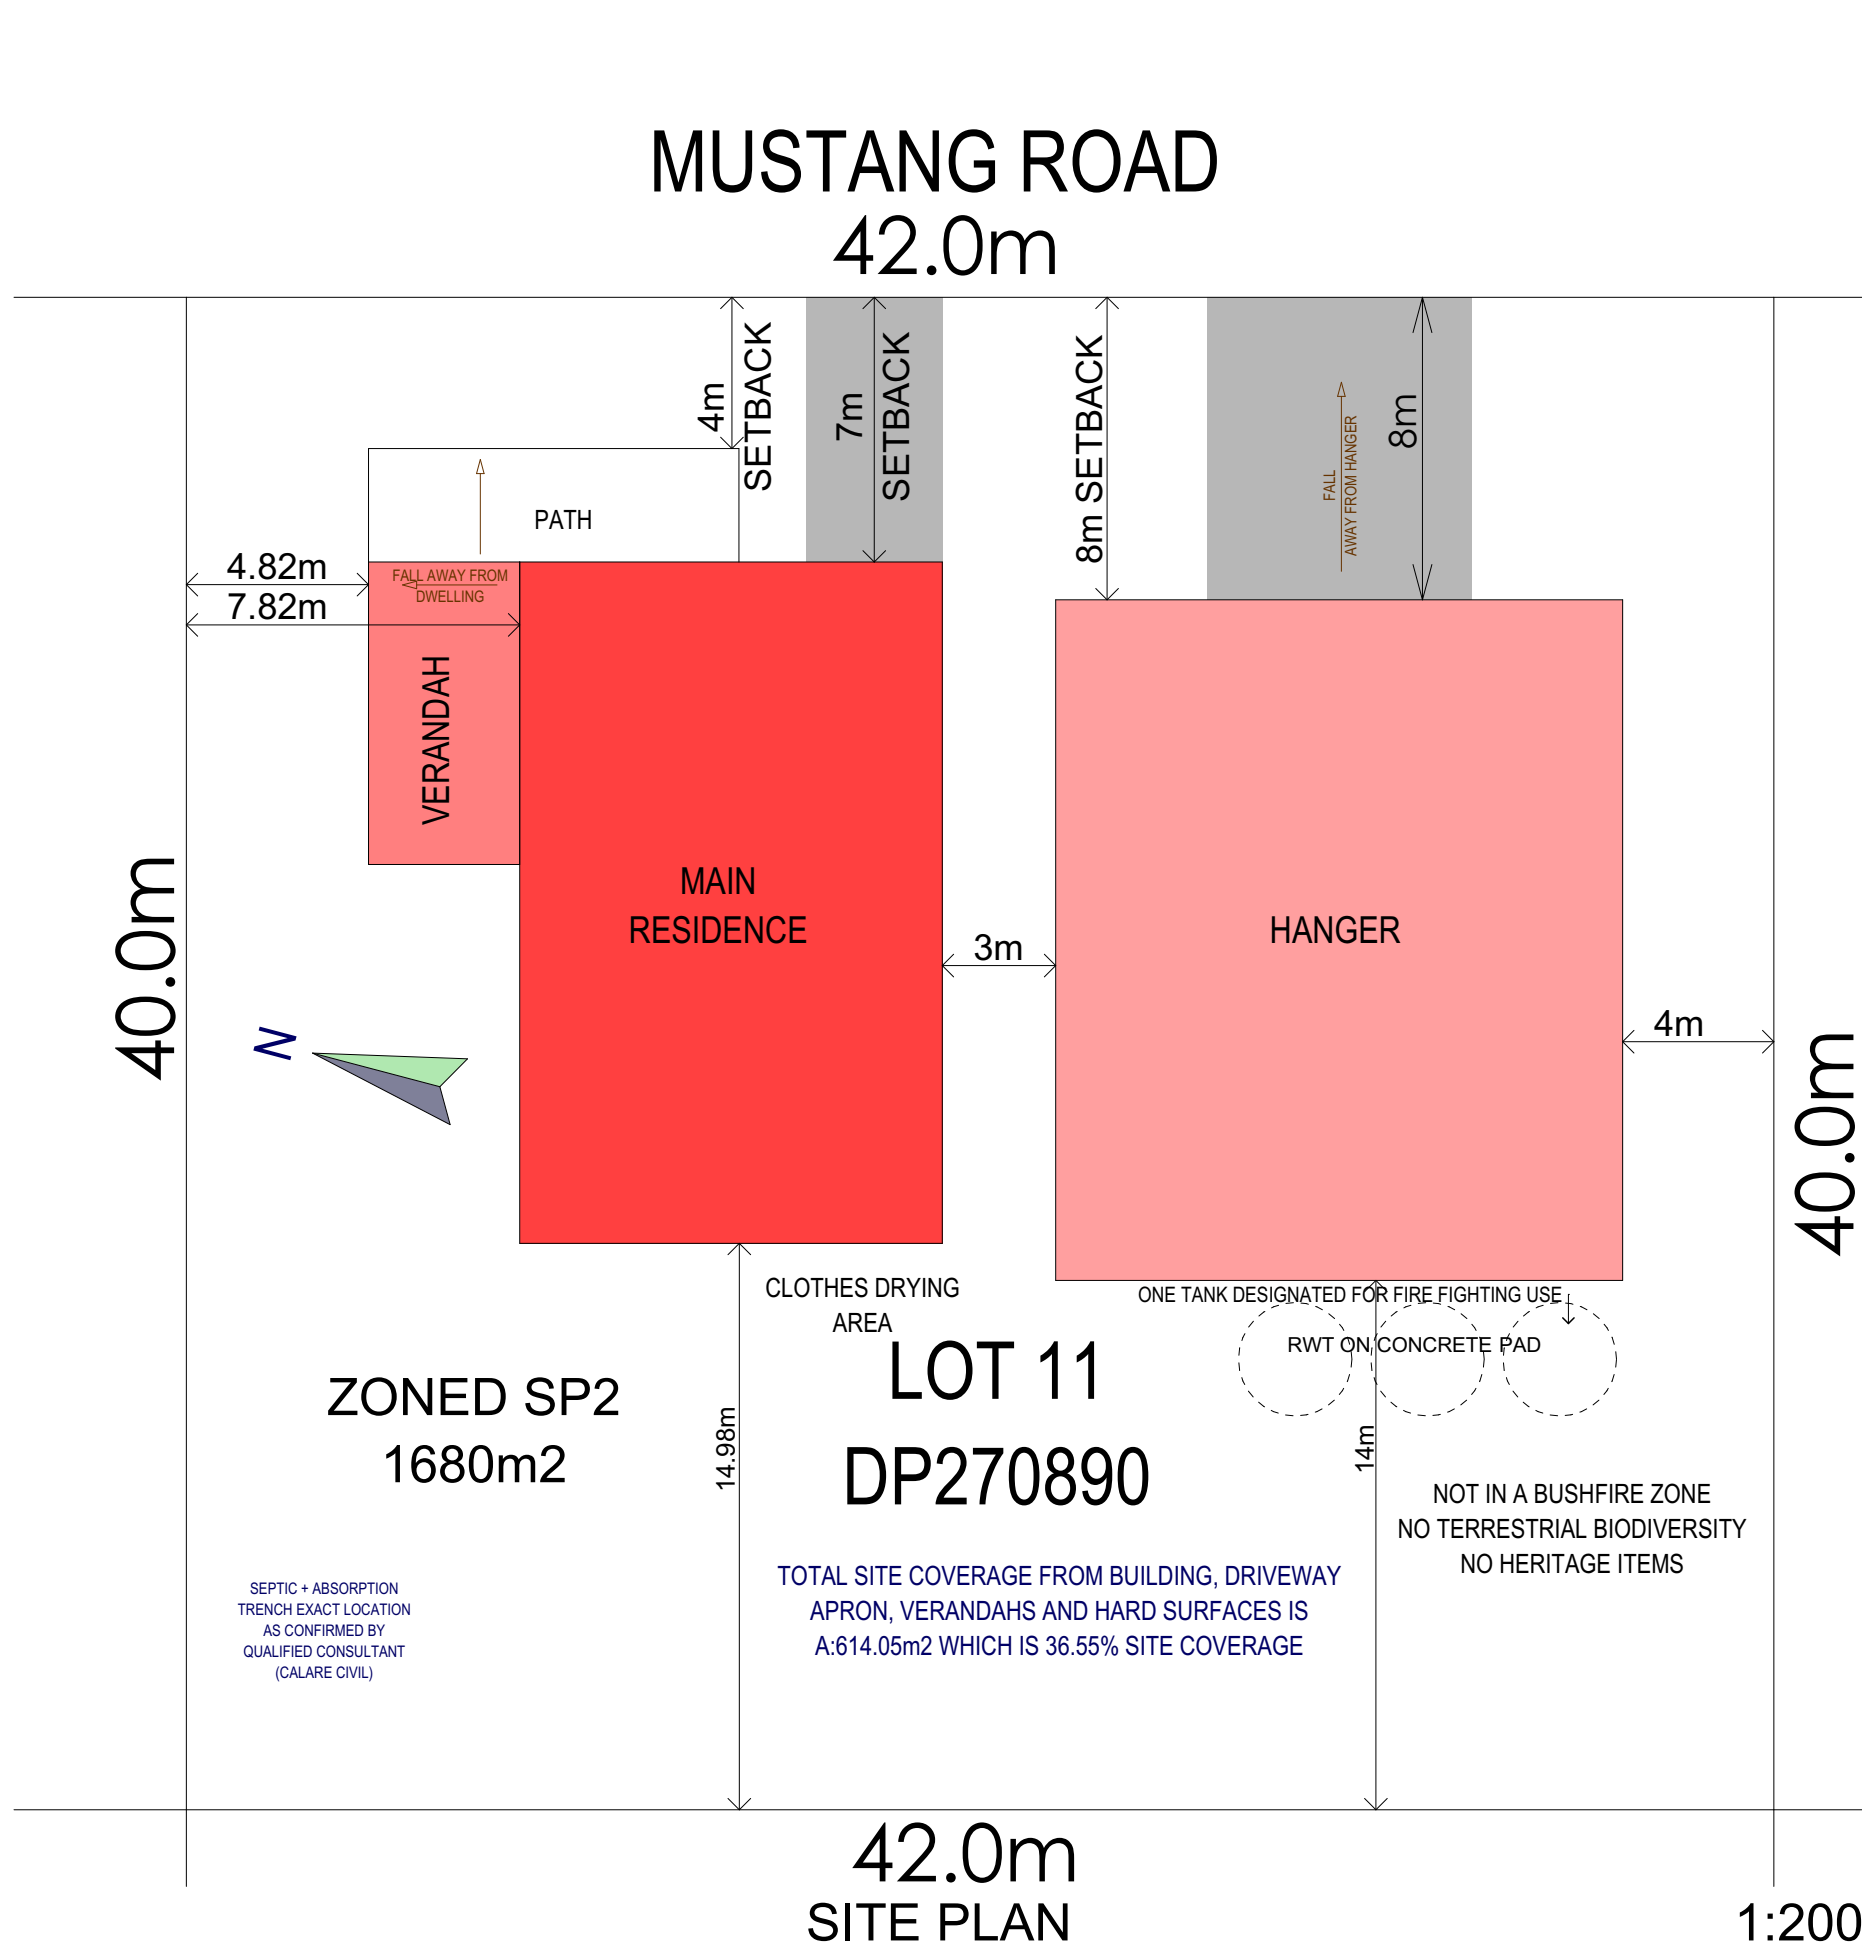 MUSTANG ROAD
42.0m
4m
SETBACK
7m
SETBACK
8m SETBACK
8m
FALL
AWAY FROM HANGER
PATH
4.82m
7.82m
FALL AWAY FROM
DWELLING
VERANDAH
MAIN
RESIDENCE
HANGER
3m
4m
40.0m
40.0m
N
CLOTHES DRYING
AREA
ONE TANK DESIGNATED FOR FIRE FIGHTING USE
RWT ON CONCRETE PAD
LOT 11
DP270890
ZONED SP2
1680m2
14.98m
14m
NOT IN A BUSHFIRE ZONE
NO TERRESTRIAL BIODIVERSITY
NO HERITAGE ITEMS
TOTAL SITE COVERAGE FROM BUILDING, DRIVEWAY
APRON, VERANDAHS AND HARD SURFACES IS
A:614.05m2 WHICH IS 36.55% SITE COVERAGE
SEPTIC + ABSORPTION
TRENCH EXACT LOCATION
AS CONFIRMED BY
QUALIFIED CONSULTANT
(CALARE CIVIL)
42.0m
SITE PLAN
1:200